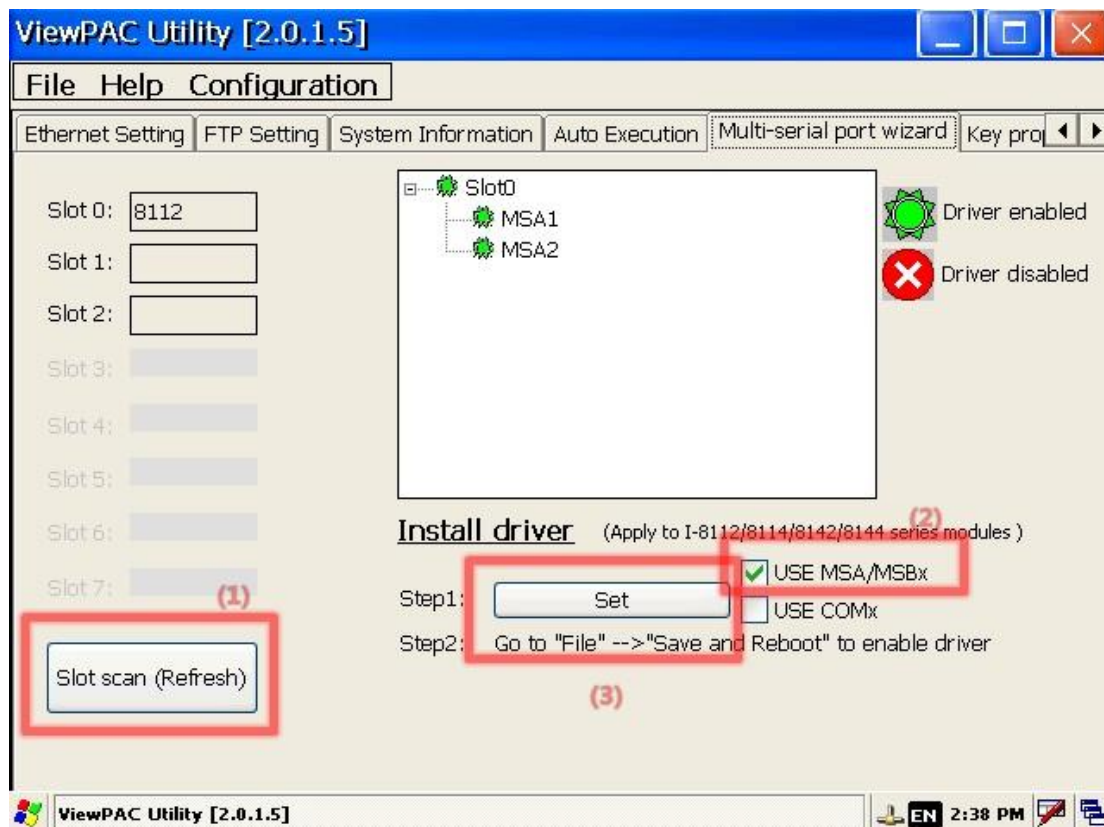 ViewPAC Utility [2.0.1.5]
File Help Configuration
Ethernet Setting FTP Setting System Information Auto Execution Multi-serial port wizard Key pro
Slot 0: 8112
Slot 1:
Slot 2:
Slot 3:
Slot 4:
Slot 5:
Slot 6:
Slot 7:
(1)
Slot scan (Refresh)
Slot0
MSA1
MSA2
Driver enabled
Driver disabled
Install driver (Apply to I-8112/8114/8142/8144 series modules )
(2)
USE MSA/MSBx
Step1: Set
USE COMx
Step2: Go to "File" -->"Save and Reboot" to enable driver
(3)
ViewPAC Utility [2.0.1.5] EN 2:38 PM